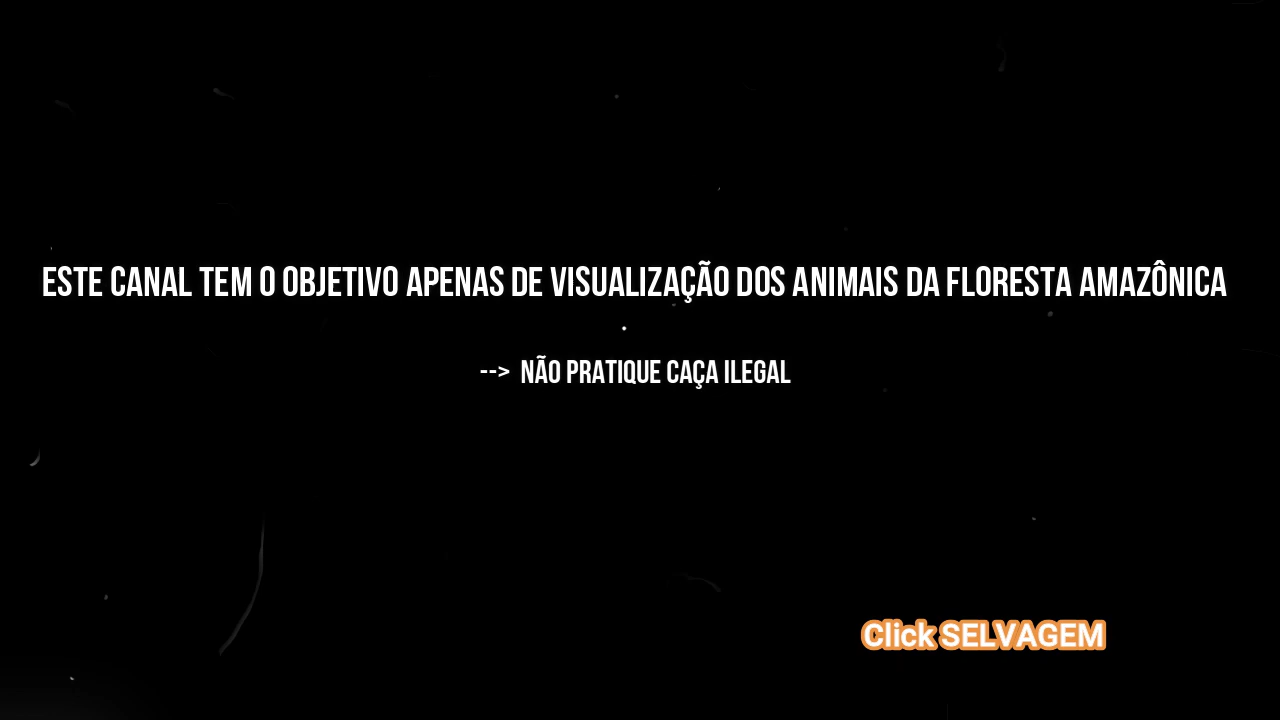 ESTE CANAL TEM O OBJETIVO APENAS DE VISUALIZAÇÃO DOS ANIMAIS DA FLORESTA AMAZÔNICA
--> NÃO PRATIQUE CAÇA ILEGAL
Click SELVAGEM